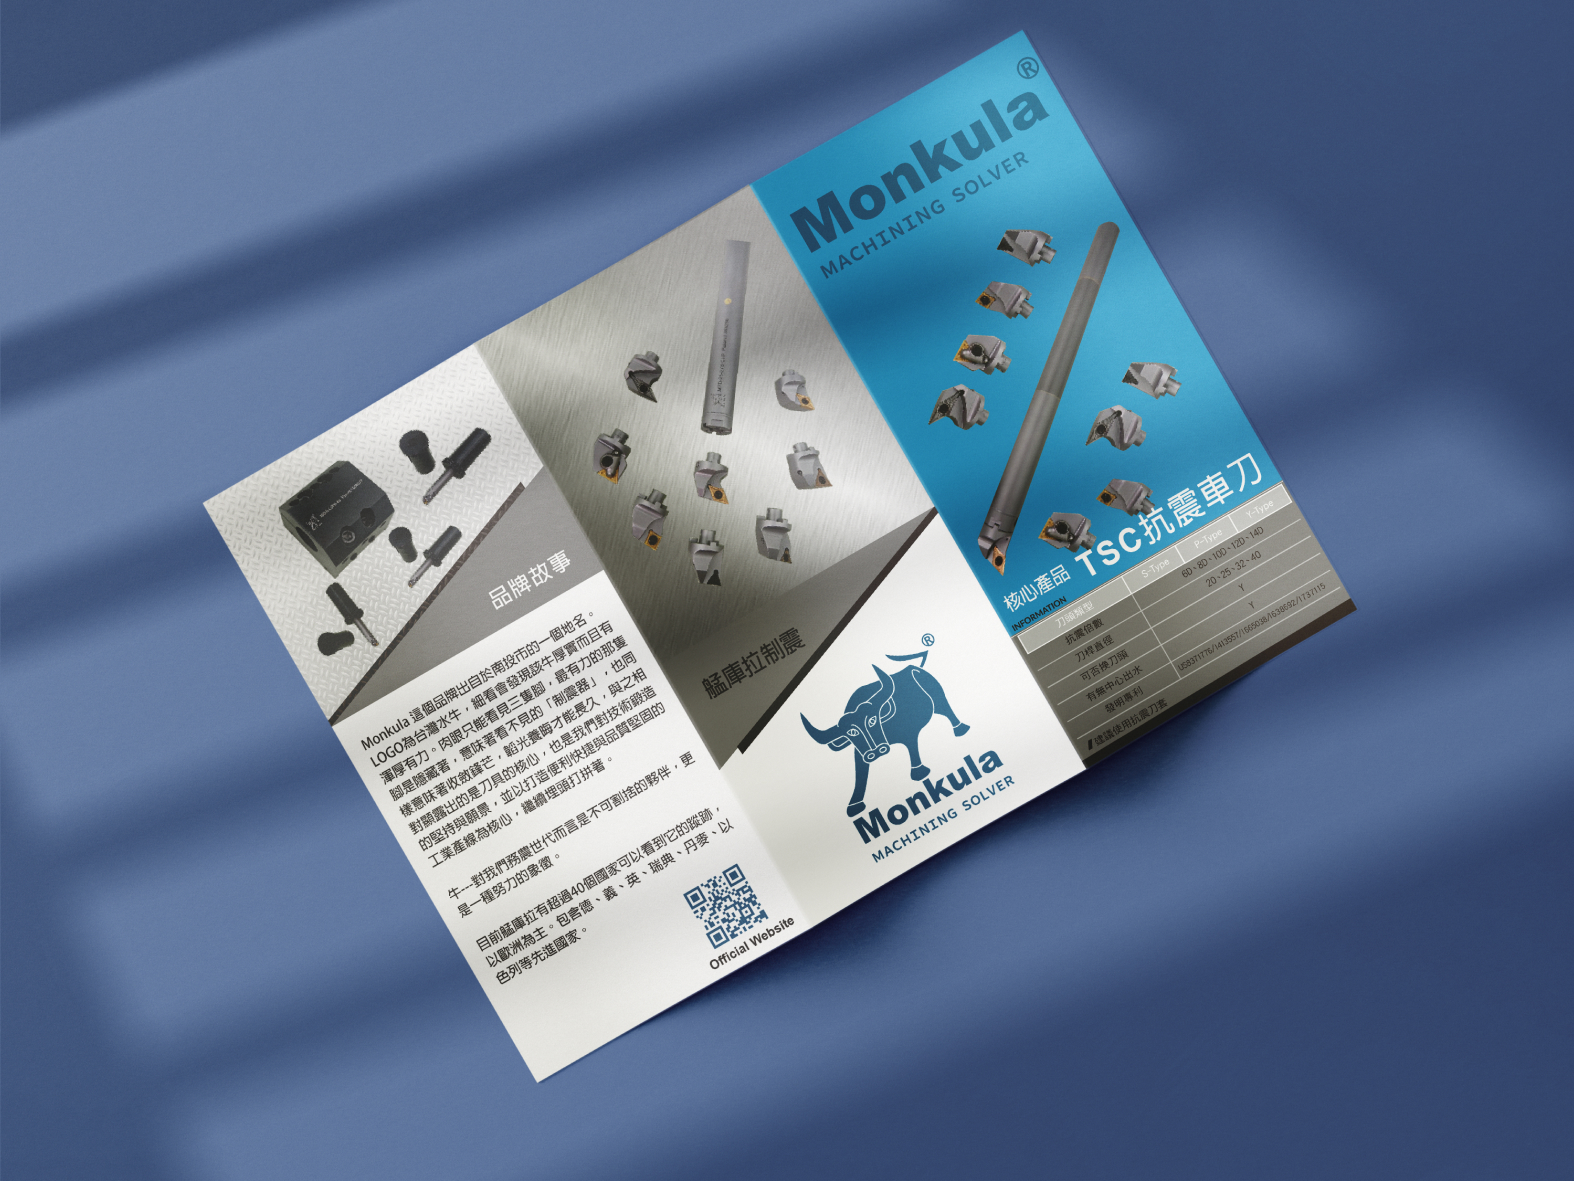 品牌故事
Monkula 這個品牌出自於南投市的一個地名。
LOGO為台灣水牛，細看會發現該牛厚實而且有
渾厚有力。肉眼只能看見三隻腳，最有力的那隻
腳是隱藏著，意味著看不見的「制震器」，也同
樣意味著收斂鋒芒，韜光養晦才能長久，與之相
對顯露出的是刀具的核心，也是我們對技術鍛造
的堅持與願景，並以打造便利快捷與品質堅固的
工業產線為核心，繼續埋頭打拼著。
牛---對我們務農世代而言是不可割捨的夥伴，更
是一種努力的象徵。
目前艋庫拉有超過40個國家可以看到它的蹤跡，
以歐洲為主。包含德、義、英、瑞典、丹麥、以
色列等先進國家。
Official Website
艋庫拉制震
®
Monkula
MACHINING SOLVER
®
Monkula
MACHINING SOLVER
核心產品 TSC抗震車刀
INFORMATION
刀頭類型 S-Type P-Type Y-Type
抗震倍數 6D、8D、10D、12D、14D
刀桿直徑 20、25、32、40
可否換刀頭 Y
有無中心出水 Y
發明專利
建議使用抗震刀套